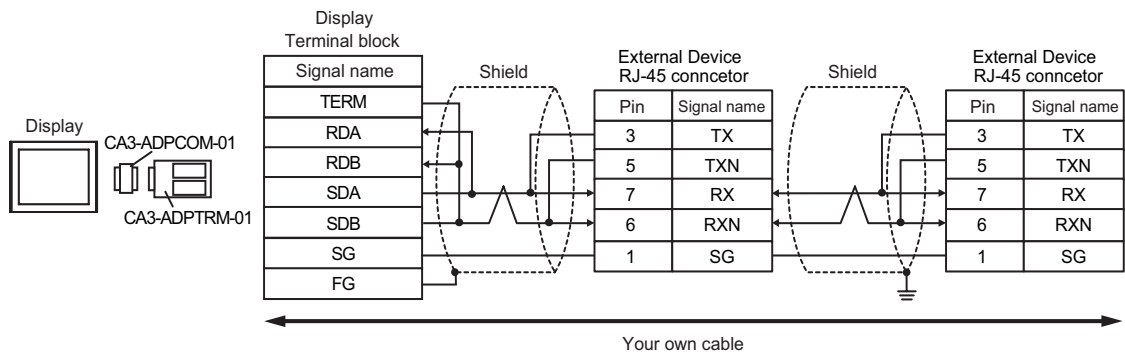 Display
CA3-ADPCOM-01
CA3-ADPTRM-01
Display
Terminal block
Signal name
TERM
RDA
RDB
SDA
SDB
SG
FG
Shield
External Device
RJ-45 conncetor
Pin Signal name
3 TX
5 TXN
7 RX
6 RXN
1 SG
Shield
External Device
RJ-45 conncetor
Pin Signal name
3 TX
5 TXN
7 RX
6 RXN
1 SG
Your own cable